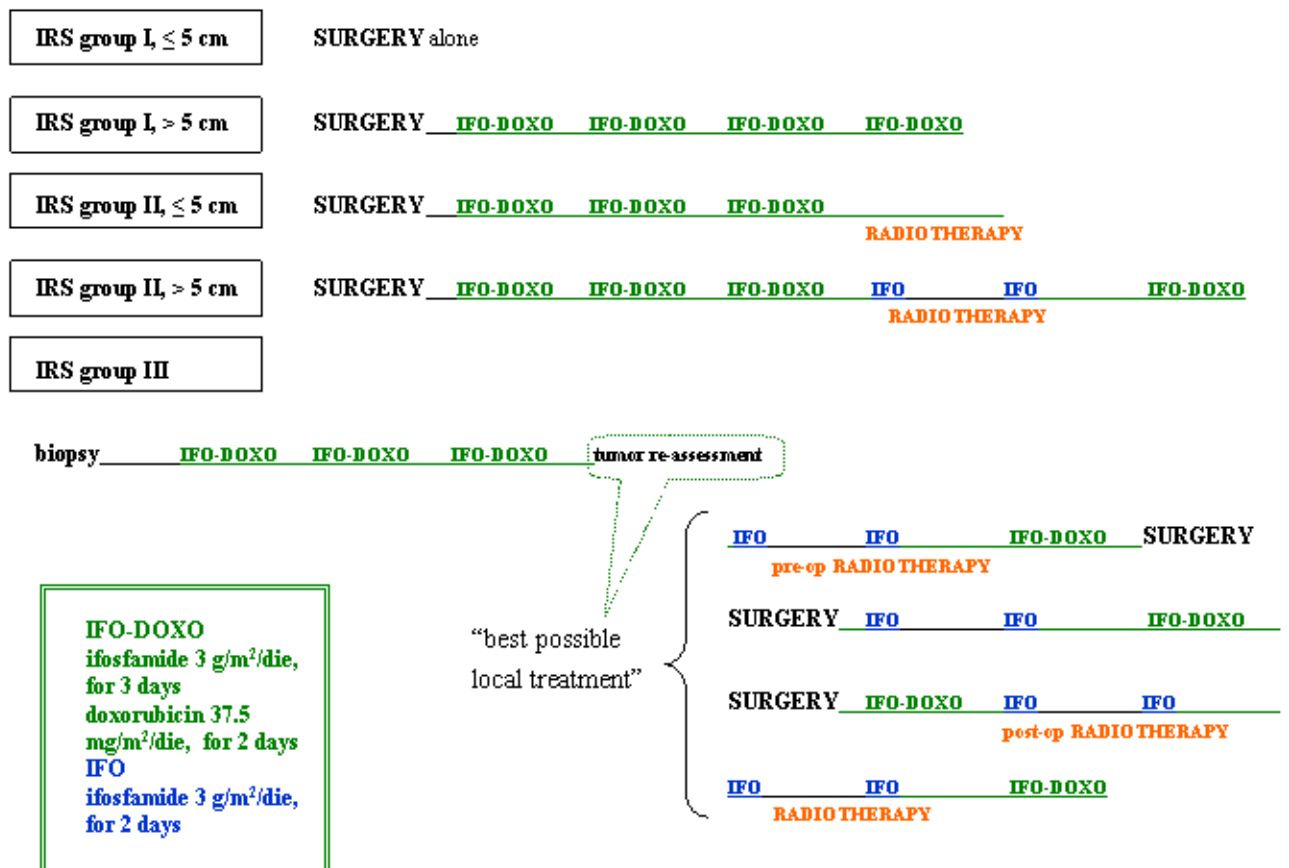 IRS group I, ≤ 5 cm SURGERY alone
IRS group I, > 5 cm SURGERY IFO-DOXO IFO-DOXO IFO-DOXO IFO-DOXO
IRS group II, ≤ 5 cm SURGERY IFO-DOXO IFO-DOXO IFO-DOXO
RADIOTHERAPY
IRS group II, > 5 cm SURGERY IFO-DOXO IFO-DOXO IFO-DOXO IFO IFO IFO-DOXO
RADIOTHERAPY
IRS group III
biopsy IFO-DOXO IFO-DOXO IFO-DOXO tumor re-assessment
"best possible
local treatment"
IFO IFO IFO-DOXO SURGERY
pre-op RADIOTHERAPY
SURGERY IFO IFO IFO-DOXO
SURGERY IFO-DOXO IFO IFO
post-op RADIOTHERAPY
IFO IFO IFO-DOXO
RADIOTHERAPY
IFO-DOXO
ifosfamide 3 g/m²/die,
for 3 days
doxorubicin 37.5
mg/m²/die, for 2 days
IFO
ifosfamide 3 g/m²/die,
for 2 days